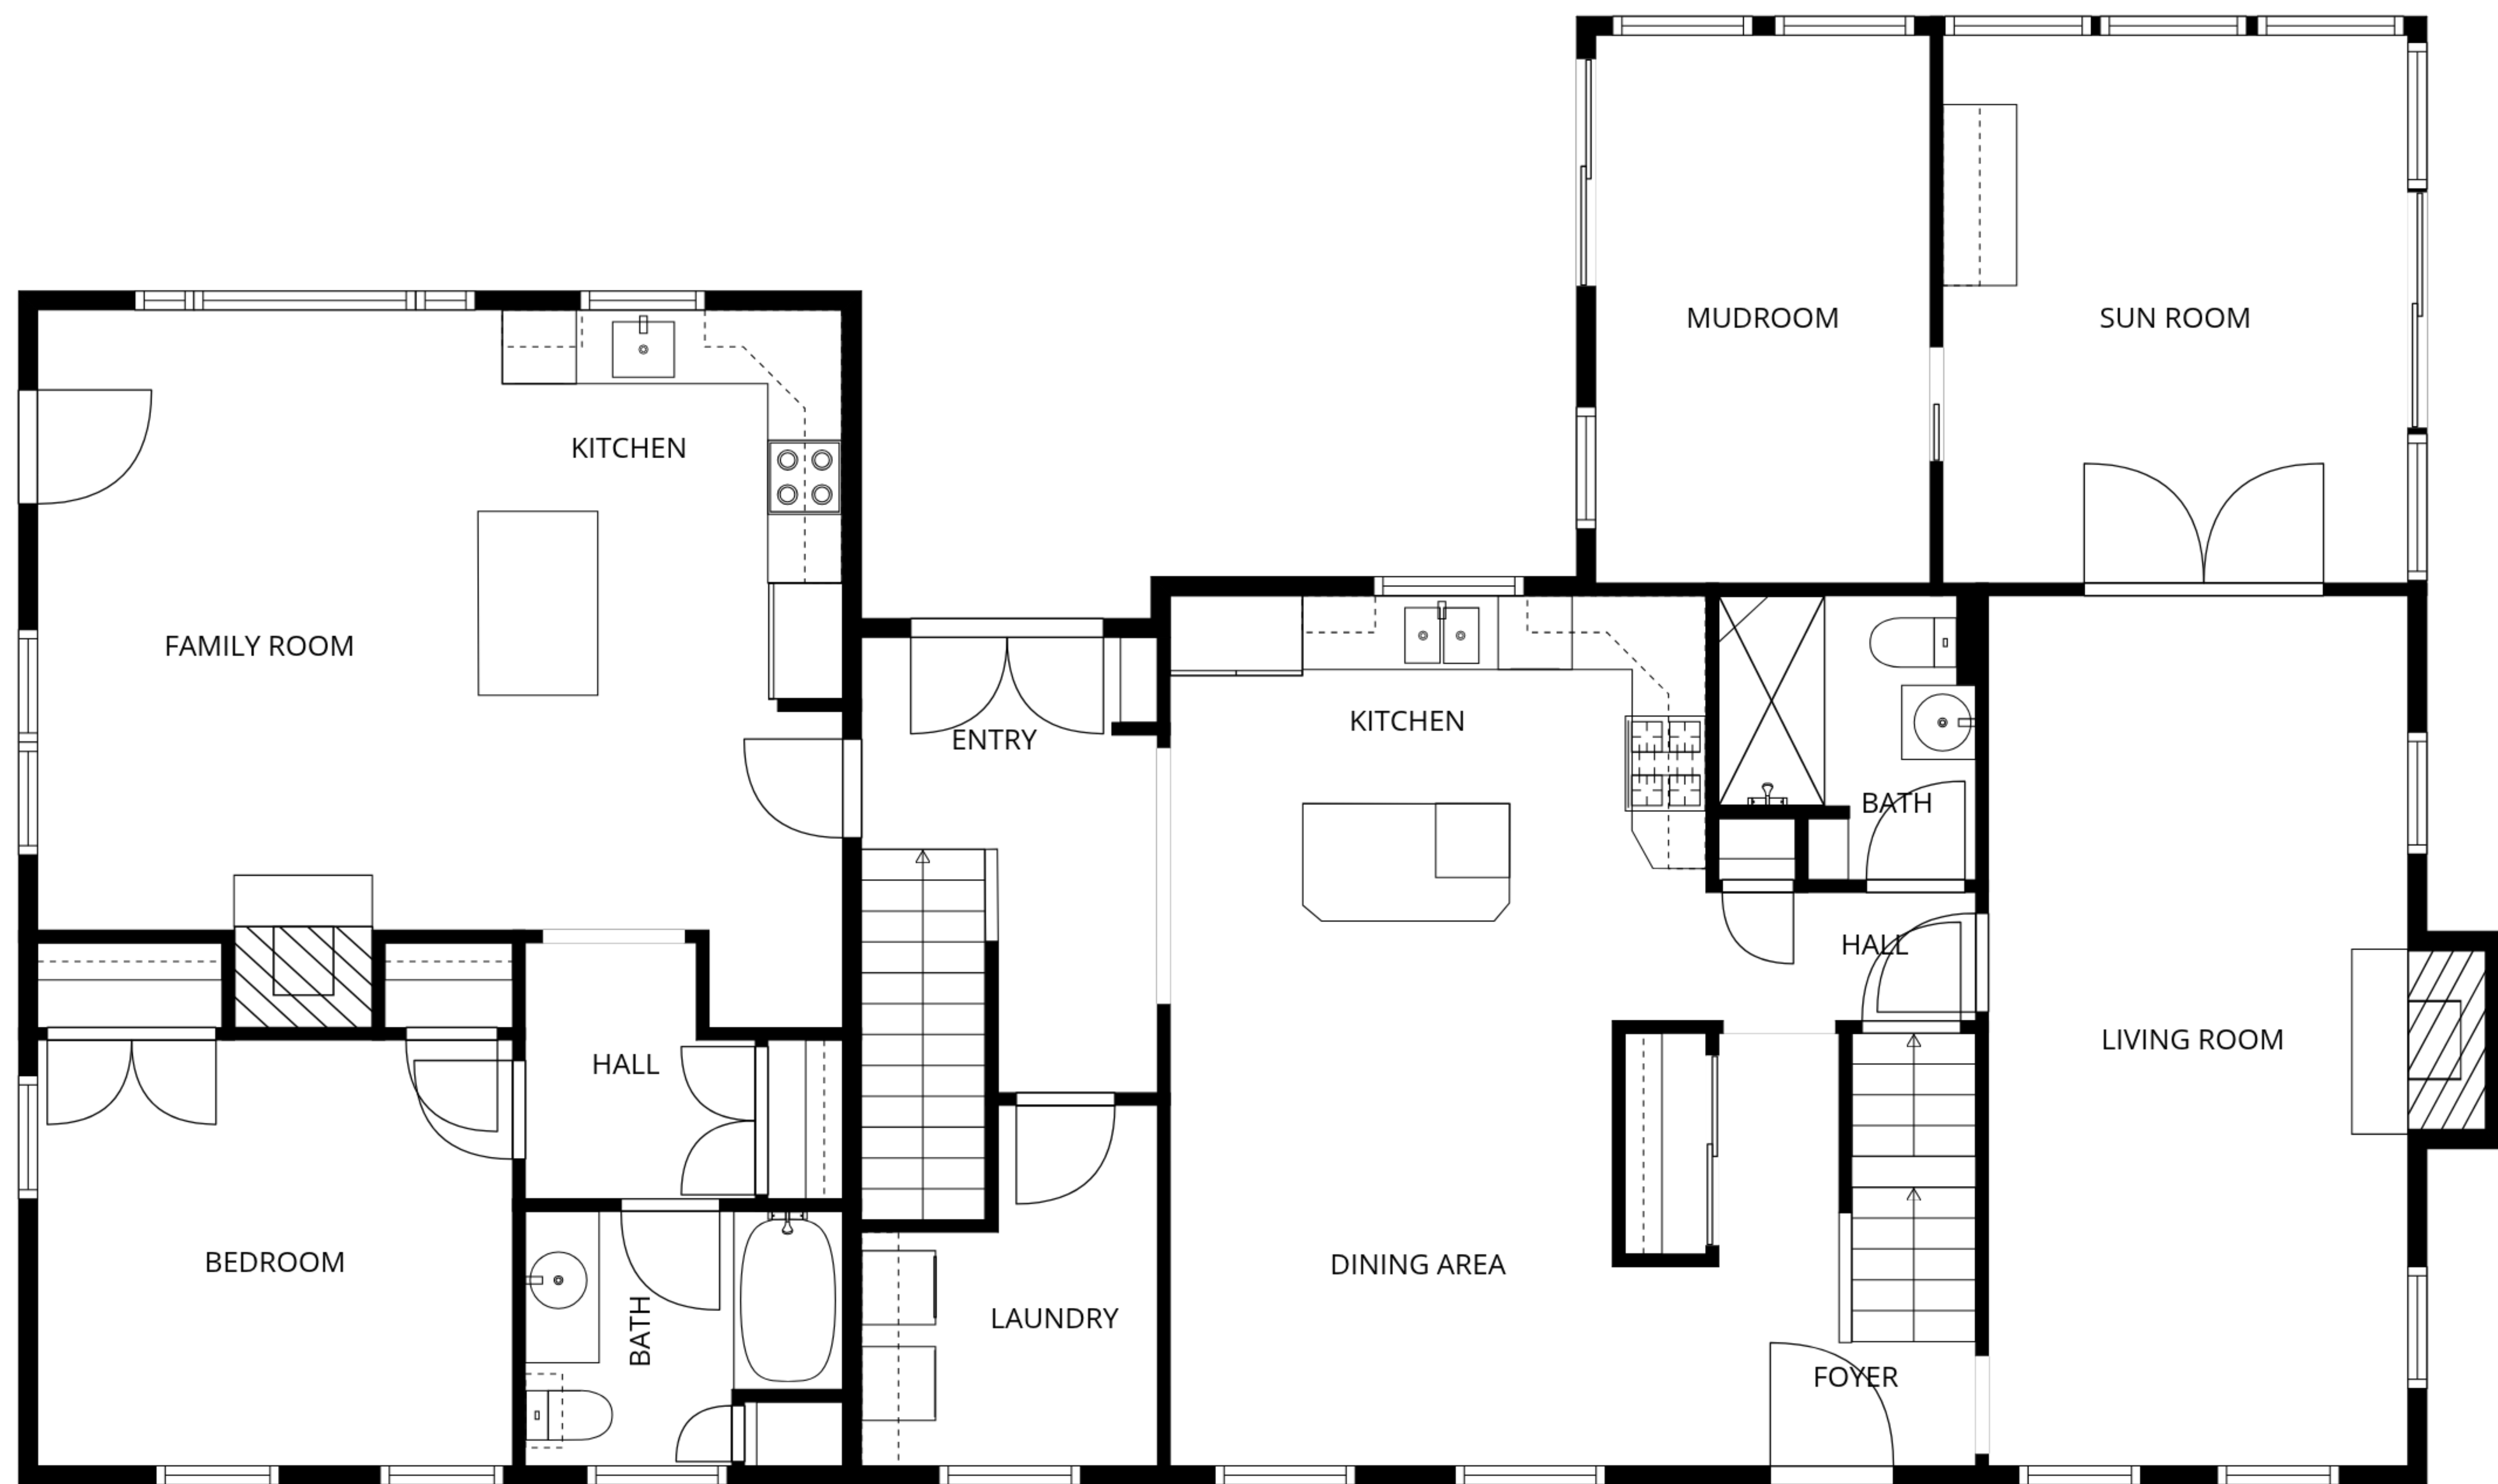 MUDROOM
SUN ROOM
KITCHEN
FAMILY ROOM
ENTRY
KITCHEN
BATH
HALL
LIVING ROOM
HALL
BEDROOM
BATH
LAUNDRY
DINING AREA
FOYER